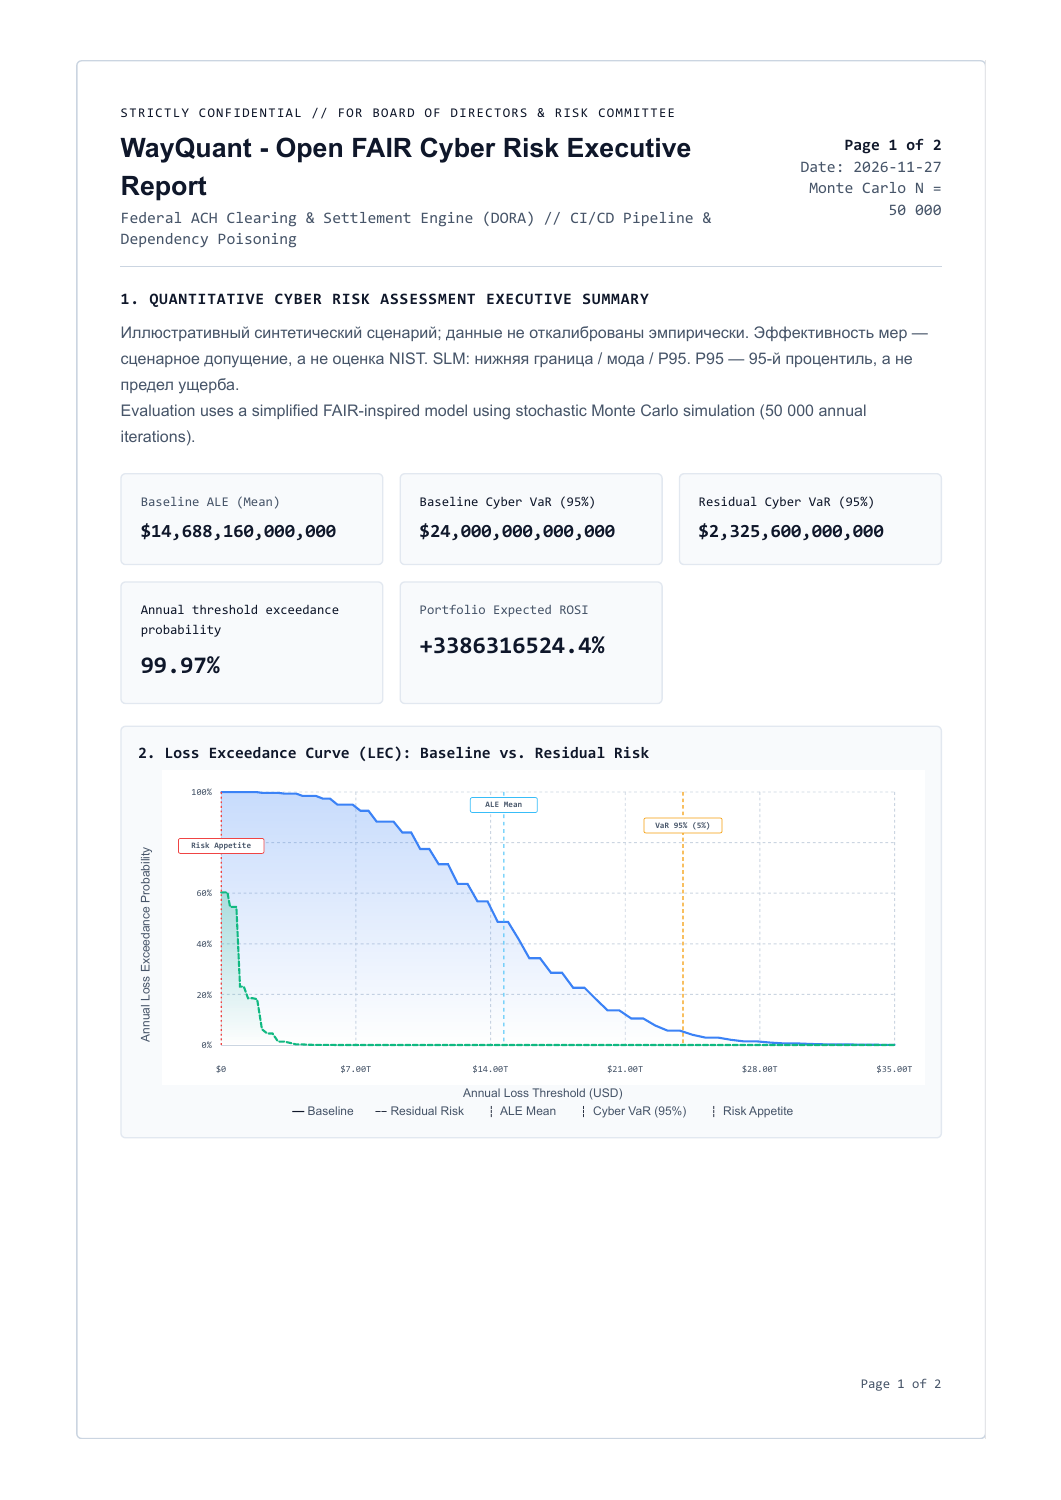 STRICTLY CONFIDENTIAL // FOR BOARD OF DIRECTORS & RISK COMMITTEE
WayQuant - Open FAIR Cyber Risk Executive
Report
Federal ACH Clearing & Settlement Engine (DORA) // CI/CD Pipeline &
Dependency Poisoning
Page 1 of 2
Date: 2026-11-27
Monte Carlo N =
50 000
1. QUANTITATIVE CYBER RISK ASSESSMENT EXECUTIVE SUMMARY
Иллюстративный синтетический сценарий; данные не откалиброваны эмпирически. Эффективность мер —
сценарное допущение, а не оценка NIST. SLM: нижняя граница / мода / P95. P95 — 95-й процентиль, а не
предел ущерба.
Evaluation uses a simplified FAIR-inspired model using stochastic Monte Carlo simulation (50 000 annual
iterations).
Baseline ALE (Mean)
$14,688,160,000,000
Baseline Cyber VaR (95%)
$24,000,000,000,000
Residual Cyber VaR (95%)
$2,325,600,000,000
Annual threshold exceedance
probability
99.97%
Portfolio Expected ROSI
+3386316524.4%
2. Loss Exceedance Curve (LEC): Baseline vs. Residual Risk
100%
ALE Mean
VaR 95% (5%)
Risk Appetite
60%
40%
20%
0%
Annual Loss Exceedance Probability
$0 $7.00T $14.00T $21.00T $28.00T $35.00T
Annual Loss Threshold (USD)
Baseline Residual Risk ALE Mean Cyber VaR (95%) Risk Appetite
Page 1 of 2